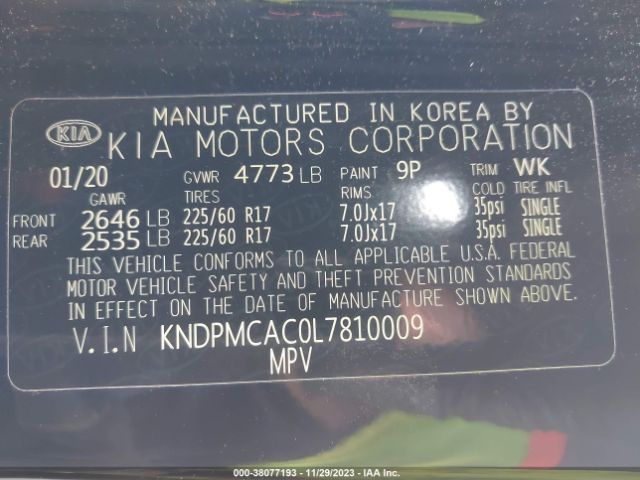 MANUFACTURED IN KOREA BY
KIA KIA MOTORS CORPORATION
01/20 GVWR 4773 LB PAINT 9P TRIM WK
GAWR TIRES RIMS COLD TIRE INFL
FRONT 2646 LB 225/60 R17 7.0Jx17 35psi SINGLE
REAR 2535 LB 225/60 R17 7.0Jx17 35psi SINGLE
THIS VEHICLE CONFORMS TO ALL APPLICABLE U.S.A. FEDERAL
MOTOR VEHICLE SAFETY AND THEFT PREVENTION STANDARDS
IN EFFECT ON THE DATE OF MANUFACTURE SHOWN ABOVE.
V.I.N KNDPMCAC0L7810009
MPV
000-38077193 - 11/29/2023 - IAA Inc.